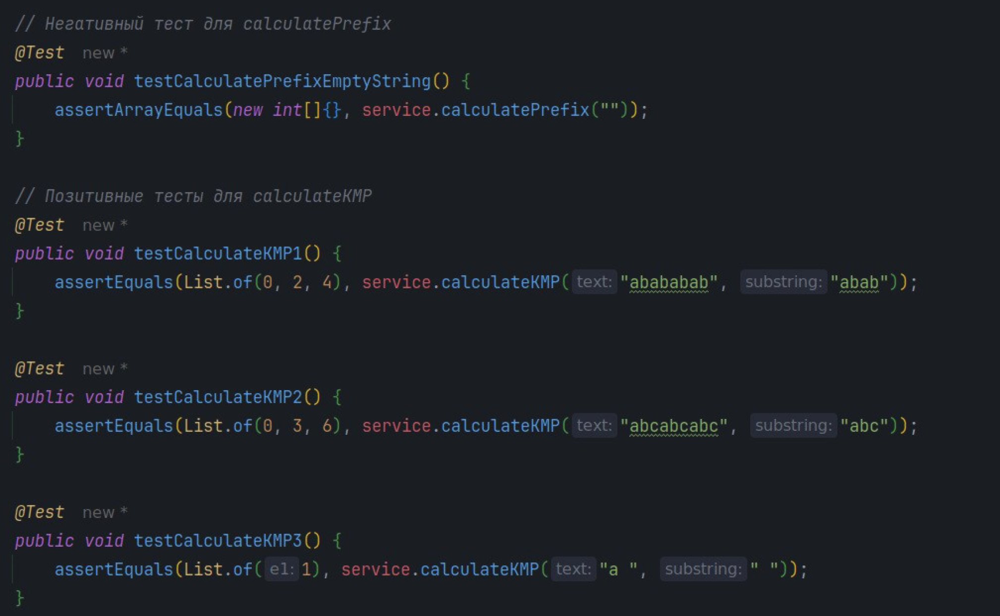 // Негативный тест для calculatePrefix
@Test new *
public void testCalculatePrefixEmptyString() {
    assertArrayEquals(new int[]{}, service.calculatePrefix(""));
}
// Позитивные тесты для calculateKMP
@Test new *
public void testCalculateKMP1() {
    assertEquals(List.of(0, 2, 4), service.calculateKMP( text: "abababab", substring: "abab"));
}
@Test new *
public void testCalculateKMP2() {
    assertEquals(List.of(0, 3, 6), service.calculateKMP( text: "abcabcabc", substring: "abc"));
}
@Test new *
public void testCalculateKMP3() {
    assertEquals(List.of( e1: 1), service.calculateKMP( text: "a ", substring: " "));
}